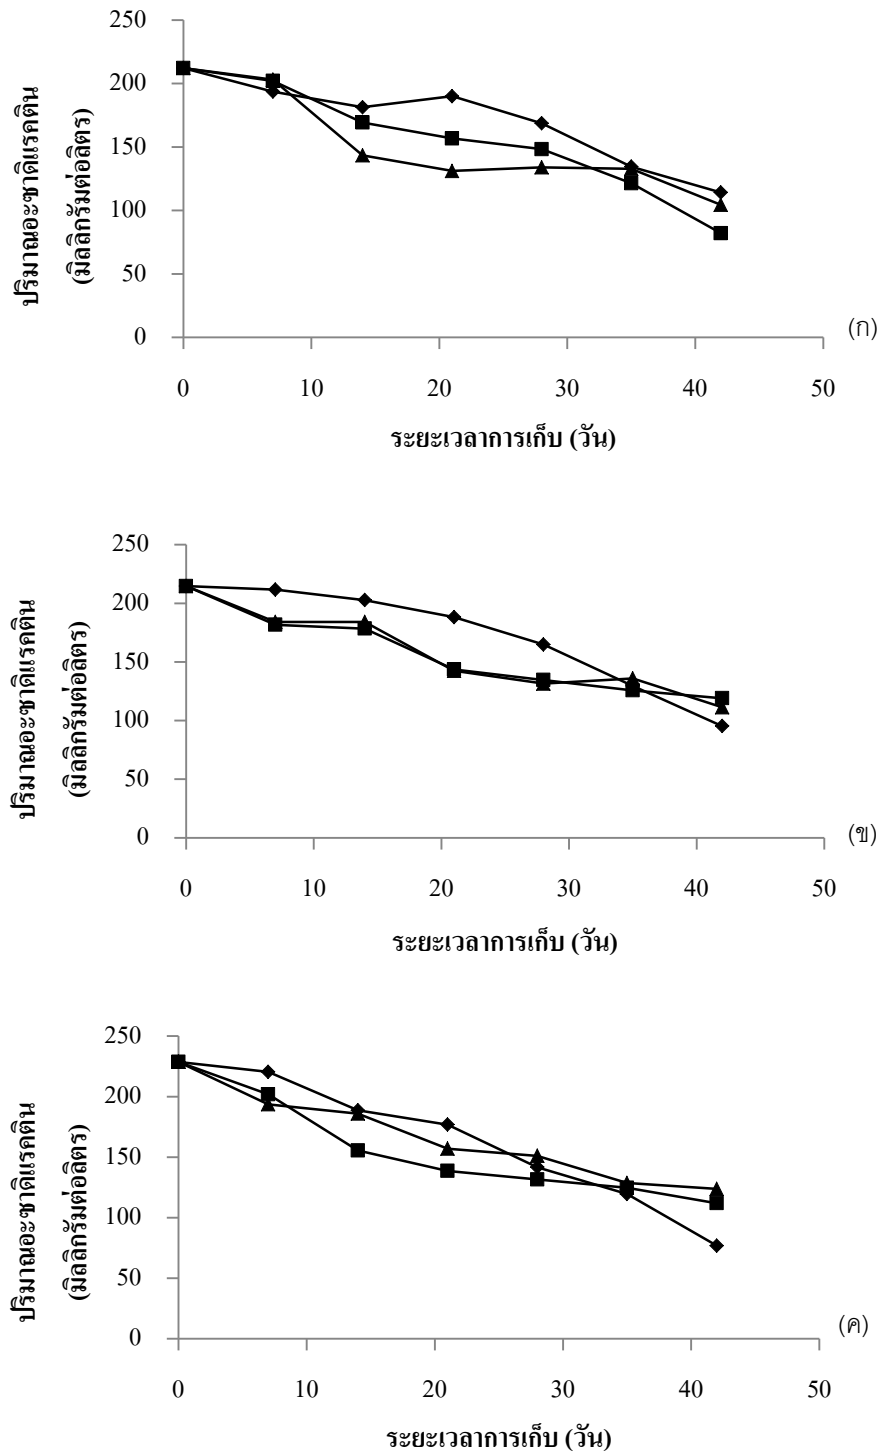 250
200
150
100
50
0
ปริมาณอะซาดิแรคติน
(มิลลิกรัมต่อลิตร)
(ก)
0 10 20 30 40 50
ระยะเวลาการเก็บ (วัน)
250
200
150
100
50
0
ปริมาณอะซาดิแรคติน
(มิลลิกรัมต่อลิตร)
(ข)
0 10 20 30 40 50
ระยะเวลาการเก็บ (วัน)
250
200
150
100
50
0
ปริมาณอะซาดิแรคติน
(มิลลิกรัมต่อลิตร)
(ค)
0 10 20 30 40 50
ระยะเวลาการเก็บ (วัน)